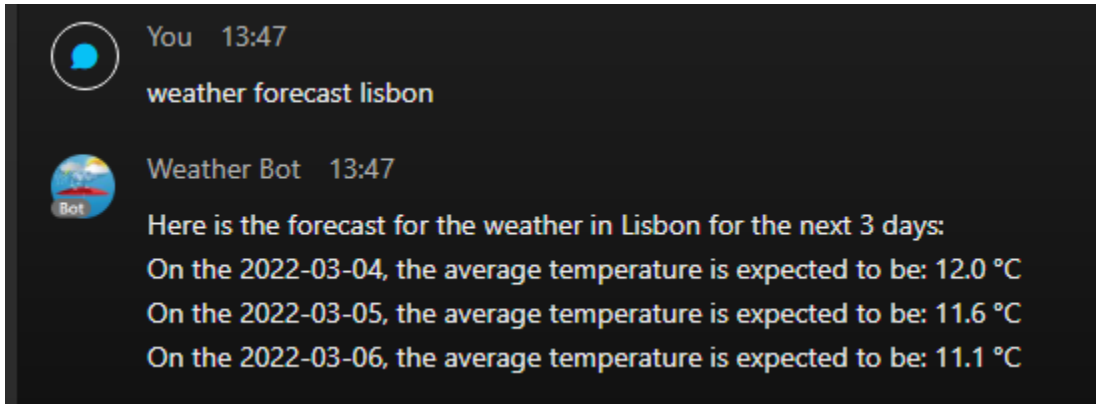 You 13:47
weather forecast lisbon
Weather Bot 13:47
Bot
Here is the forecast for the weather in Lisbon for the next 3 days:
On the 2022-03-04, the average temperature is expected to be: 12.0 °C
On the 2022-03-05, the average temperature is expected to be: 11.6 °C
On the 2022-03-06, the average temperature is expected to be: 11.1 °C